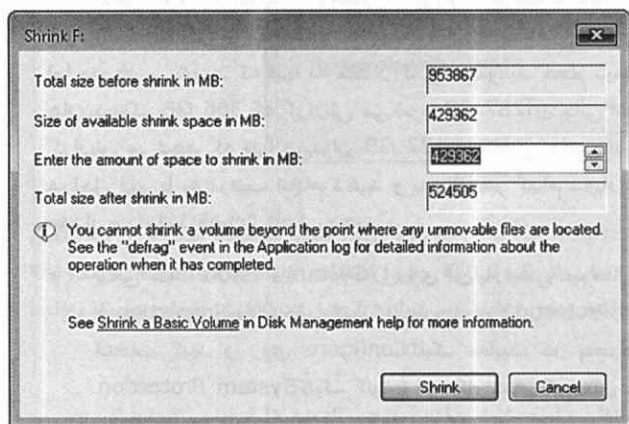 Shrink F:
Total size before shrink in MB: 953867
Size of available shrink space in MB: 429362
Enter the amount of space to shrink in MB: 429362
Total size after shrink in MB: 524505
You cannot shrink a volume beyond the point where any unmovable files are located.
See the "defrag" event in the Application log for detailed information about the
operation when it has completed.
See Shrink a Basic Volume in Disk Management help for more information.
Shrink Cancel